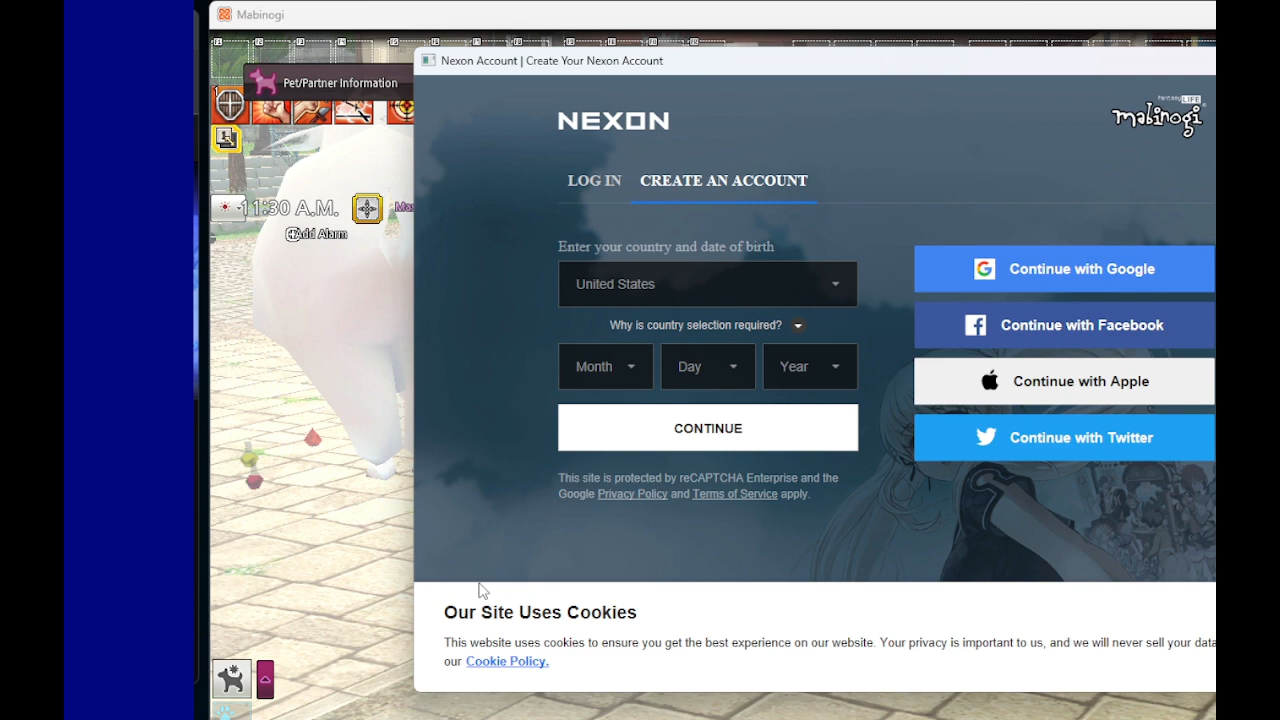 Mabinogi
Nexon Account | Create Your Nexon Account
Pet/Partner Information
NEXON
fantasy LIFE
mabinogi
LOG IN
CREATE AN ACCOUNT
11:30 A.M.
Add Alarm
Enter your country and date of birth
United States
Why is country selection required?
Month
Day
Year
CONTINUE
Continue with Google
Continue with Facebook
Continue with Apple
Continue with Twitter
This site is protected by reCAPTCHA Enterprise and the
Google Privacy Policy and Terms of Service apply.
Our Site Uses Cookies
This website uses cookies to ensure you get the best experience on our website. Your privacy is important to us, and we will never sell your data
our Cookie Policy.